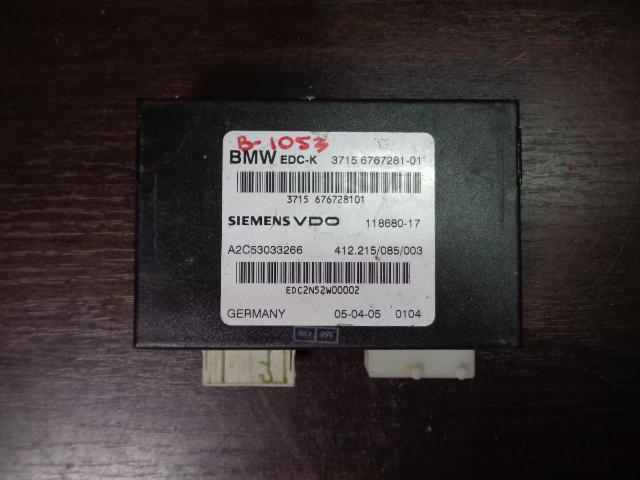 B-1053
BMW EDC-K 3715 6767281-01
3715 676728101
SIEMENS VDO 118680-17
A2C53033266 412.215/085/003
EDC2N52W00002
GERMANY 05-04-05 0104